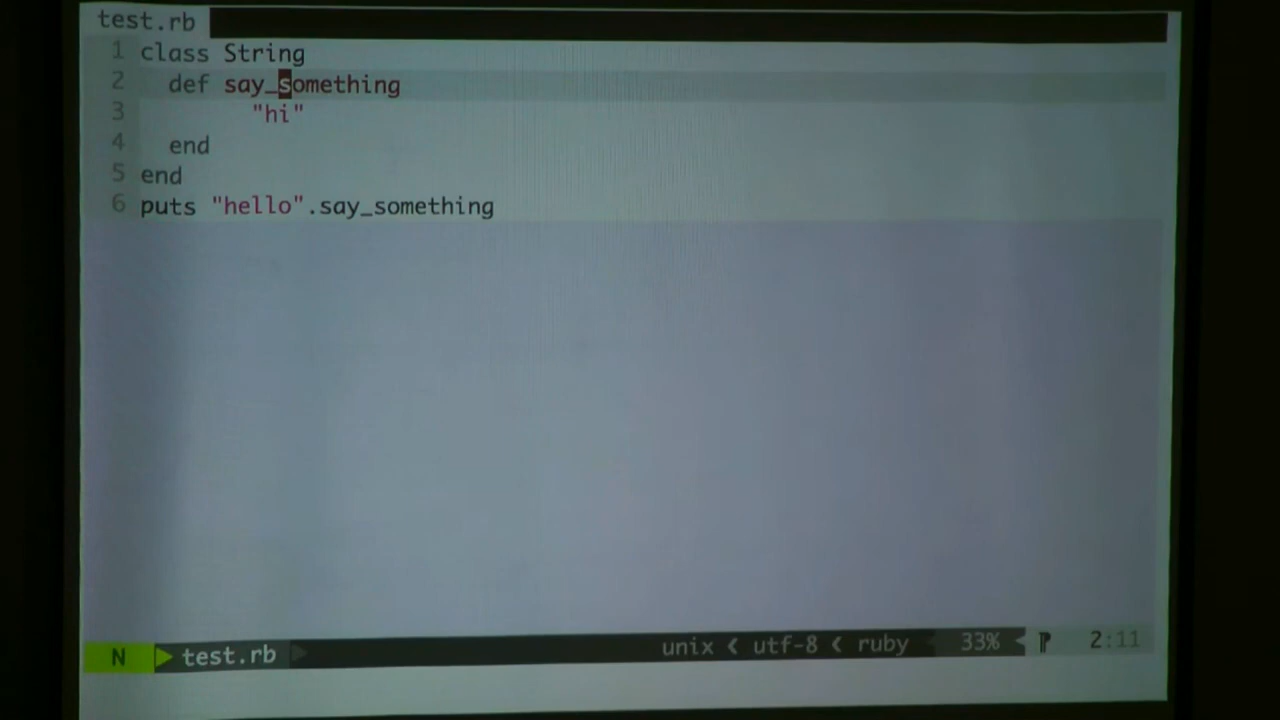 test.rb
1 class String
2   def say_something
3         "hi"
4   end
5 end
6 puts "hello".say_something
N test.rb unix utf-8 ruby 33% 2:11